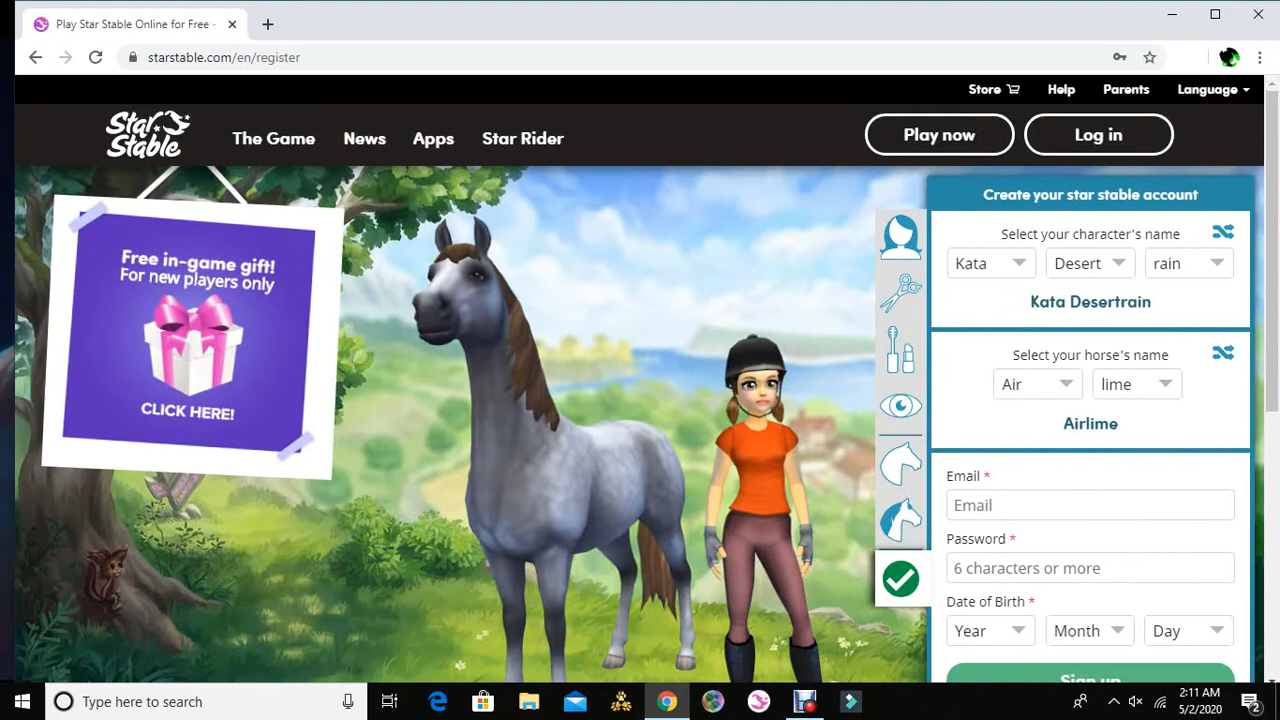 Play Star Stable Online for Free -
starstable.com/en/register
Store Help Parents Language
Star Stable
The Game News Apps Star Rider Play now Log in
Free in-game gift!
For new players only
CLICK HERE!
Create your star stable account
Select your character's name
Kata Desert rain
Kata Desertrain
Select your horse's name
Air lime
Airlime
Email *
Email
Password *
6 characters or more
Date of Birth *
Year Month Day
Sign up
Type here to search
2:11 AM
5/2/2020
2